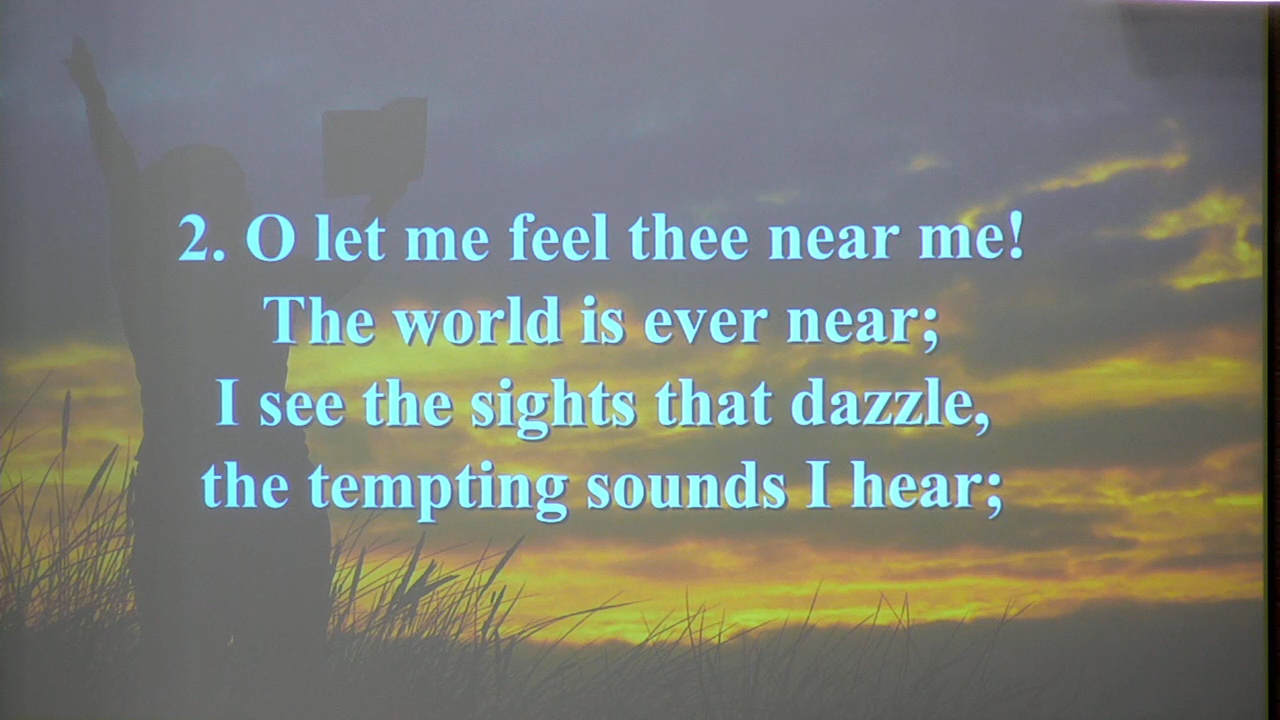 2. O let me feel thee near me!
The world is ever near;
I see the sights that dazzle,
the tempting sounds I hear;